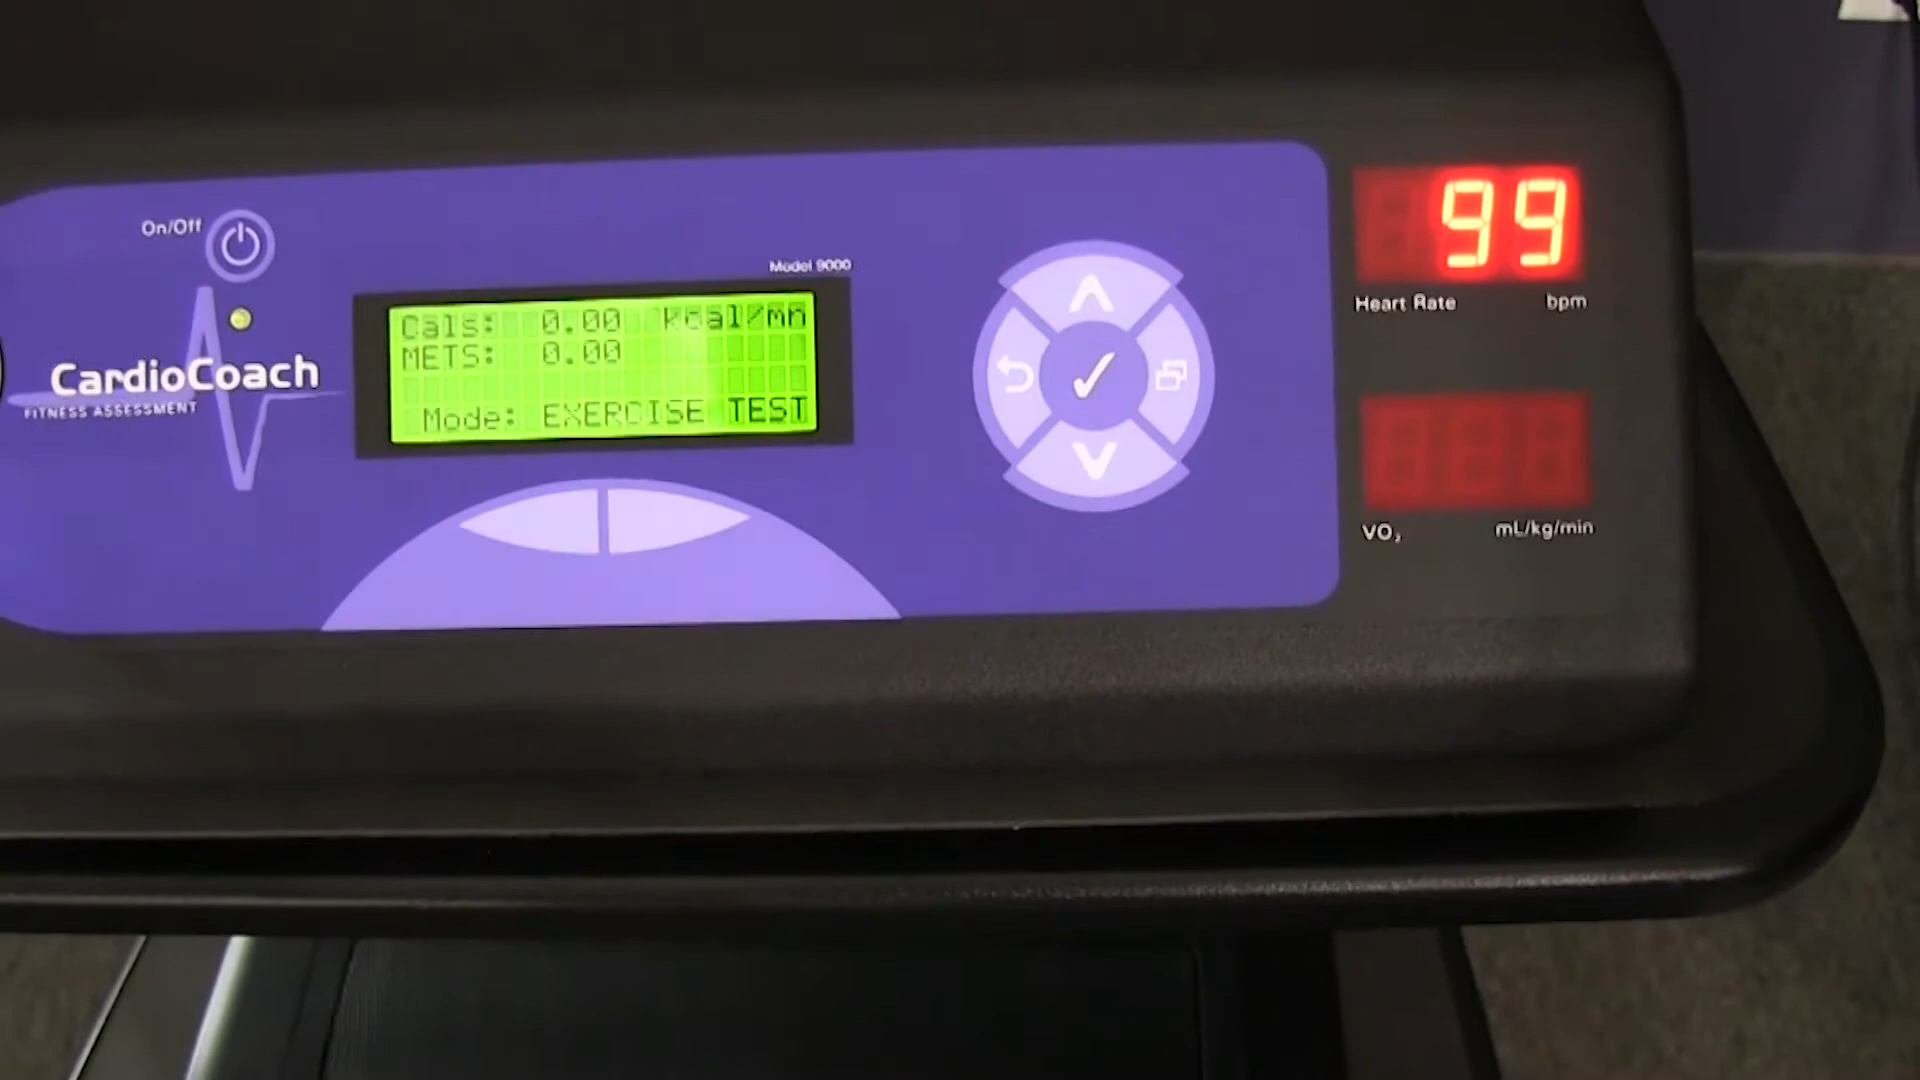 On/Off
Model 9000
Cals: 0.00 kcal/mn
METS: 0.00
Mode: EXERCISE TEST
CardioCoach
FITNESS ASSESSMENT
99
Heart Rate bpm
VO₂ mL/kg/min